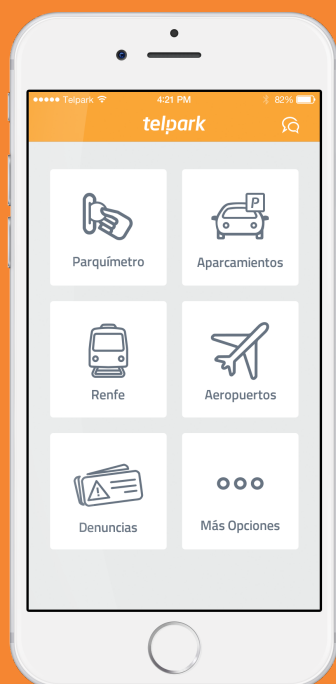 Telpark 4:21 PM 82%
telpark
Parquímetro
P
Aparcamientos
Renfe
Aeropuertos
Denuncias
Más Opciones